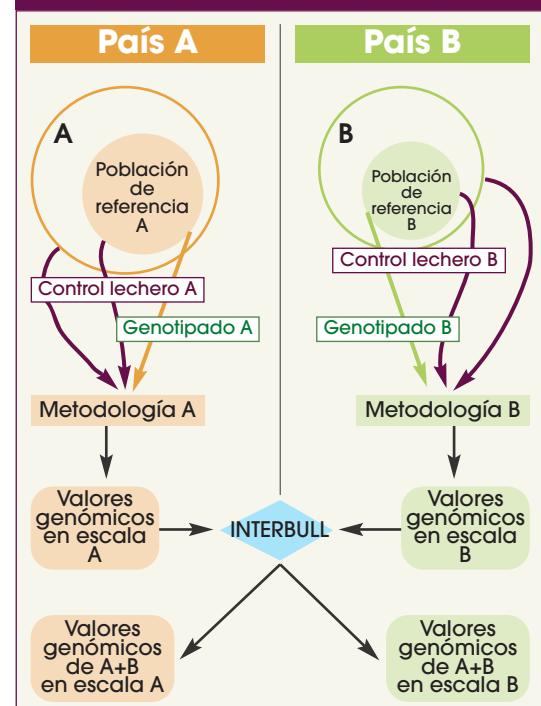 País A
País B
A
Población
de
referencia
A
B
Población
de
referencia
B
Control lechero A
Control lechero B
Genotipado A
Genotipado B
Metodología A
Metodología B
Valores
genómicos
en escala
A
INTERBULL
Valores
genómicos
en escala
B
Valores
genómicos
de A+B
en escala A
Valores
genómicos
de A+B
en escala B